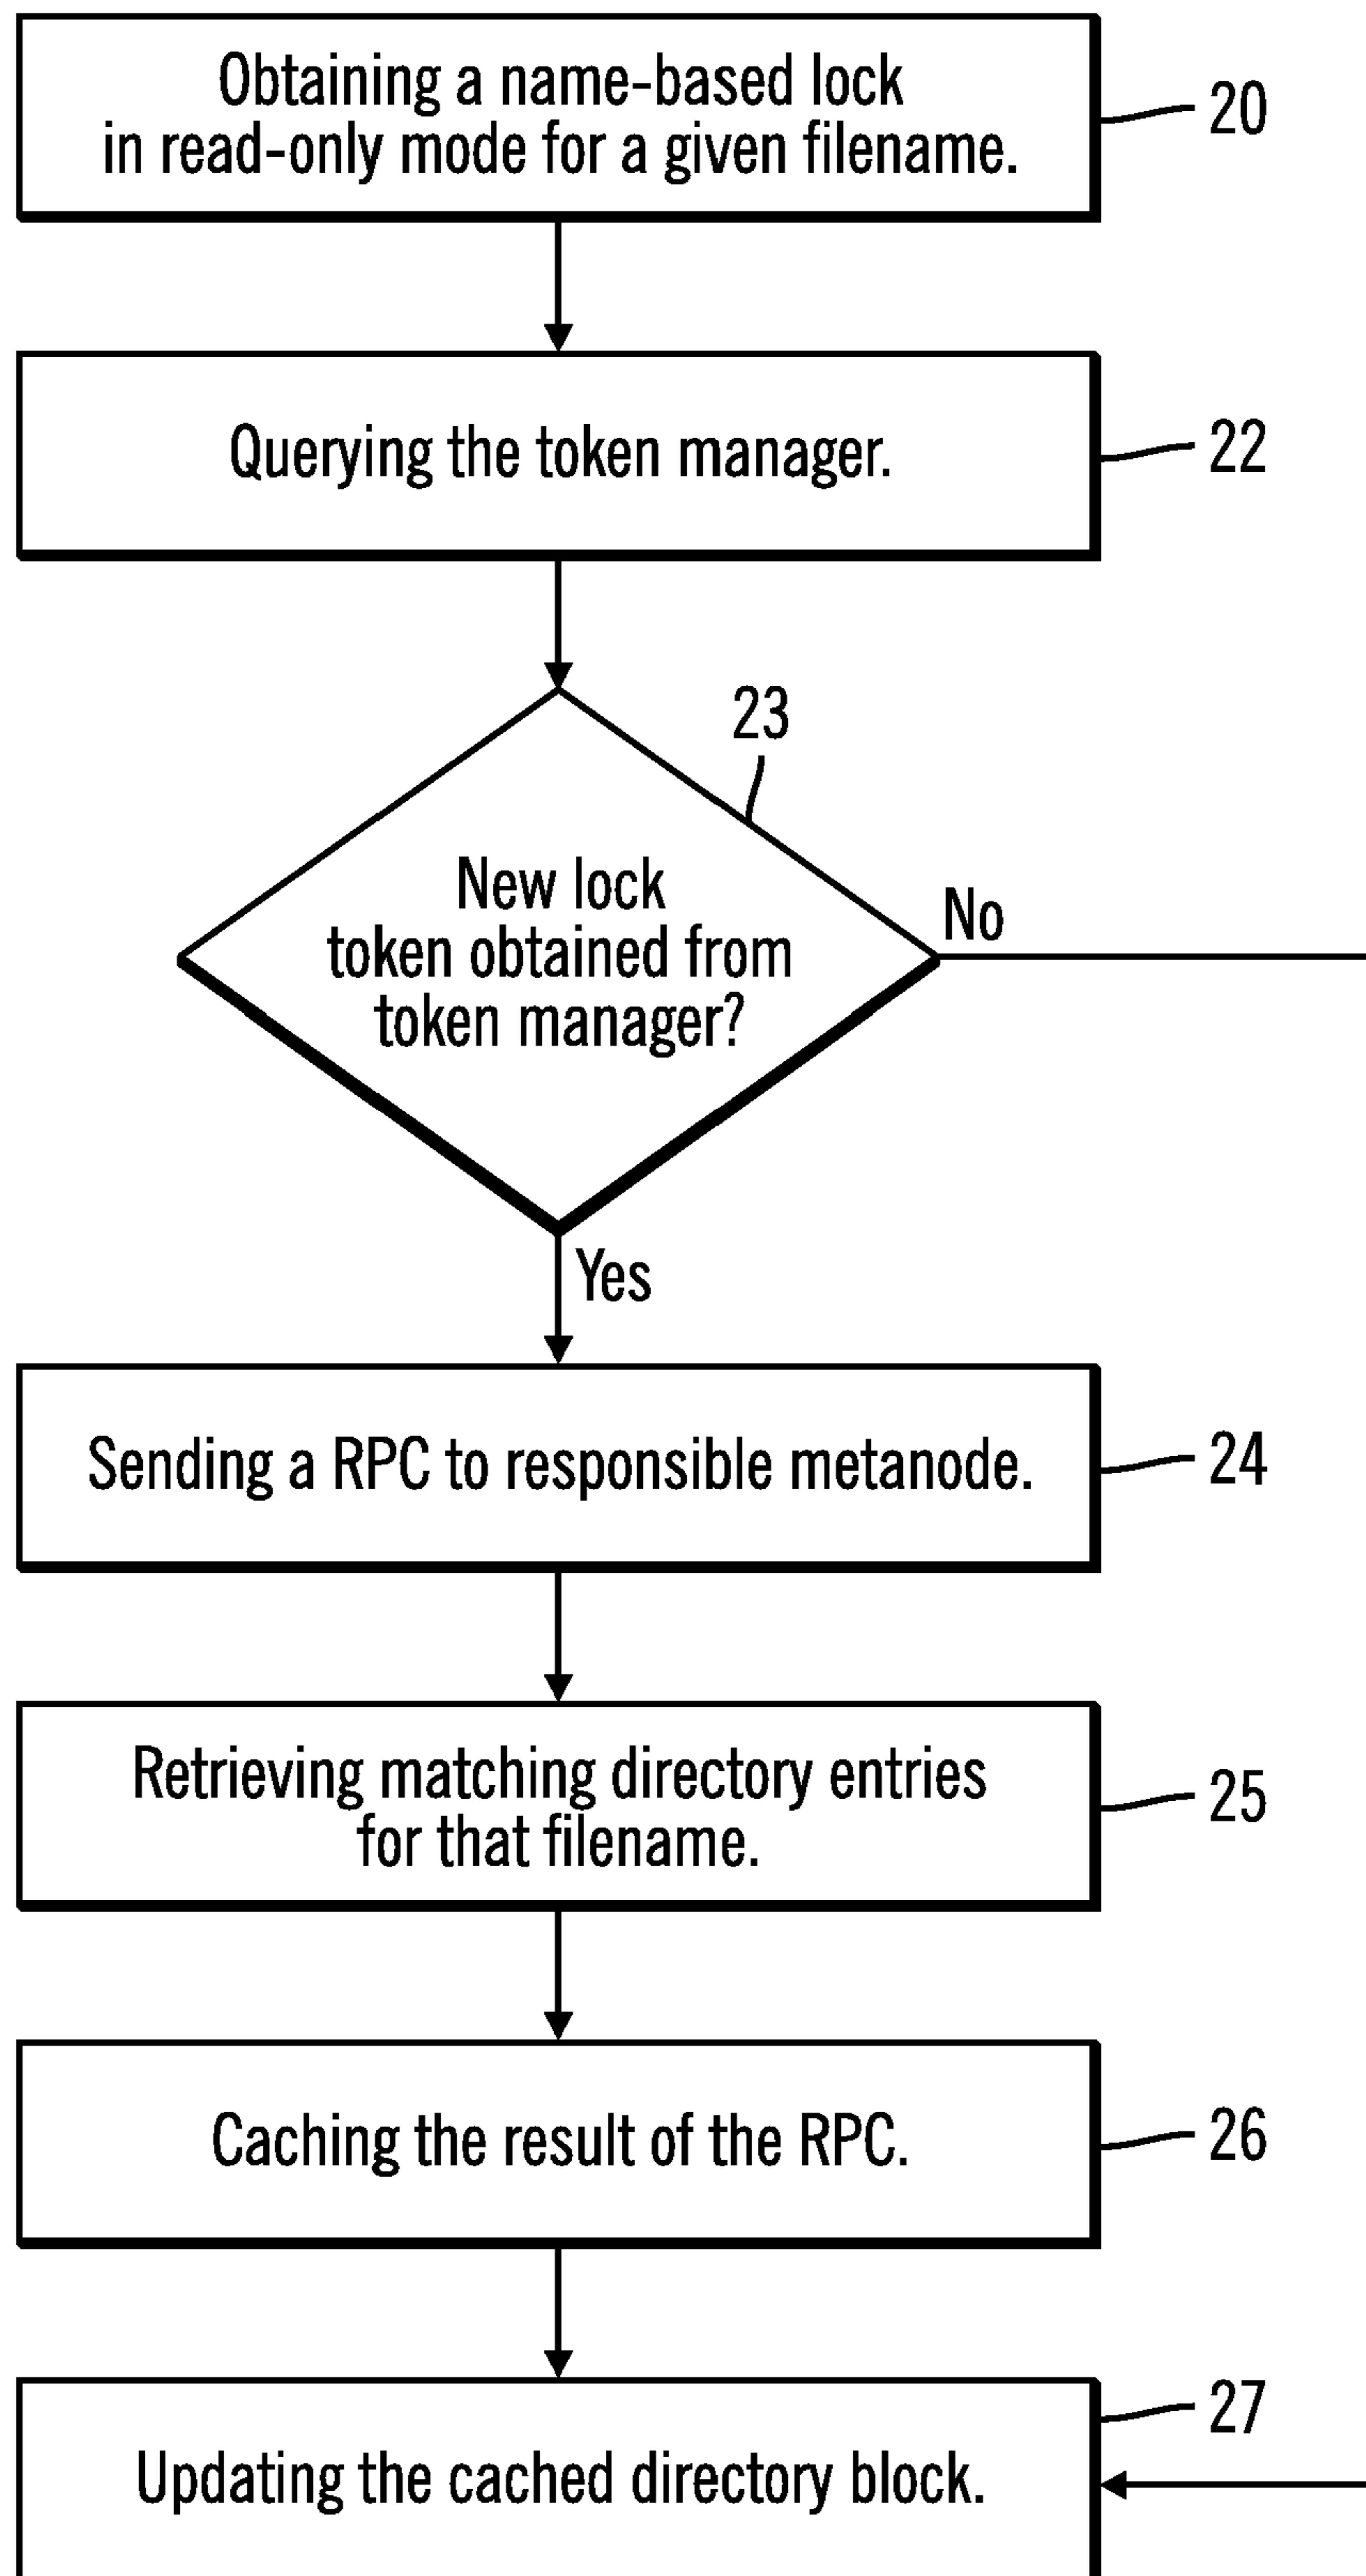 Obtaining a name-based lock
in read-only mode for a given filename.
20
Querying the token manager.
22
23
New lock
token obtained from
token manager?
No
Yes
Sending a RPC to responsible metanode.
24
Retrieving matching directory entries
for that filename.
25
Caching the result of the RPC.
26
Updating the cached directory block.
27